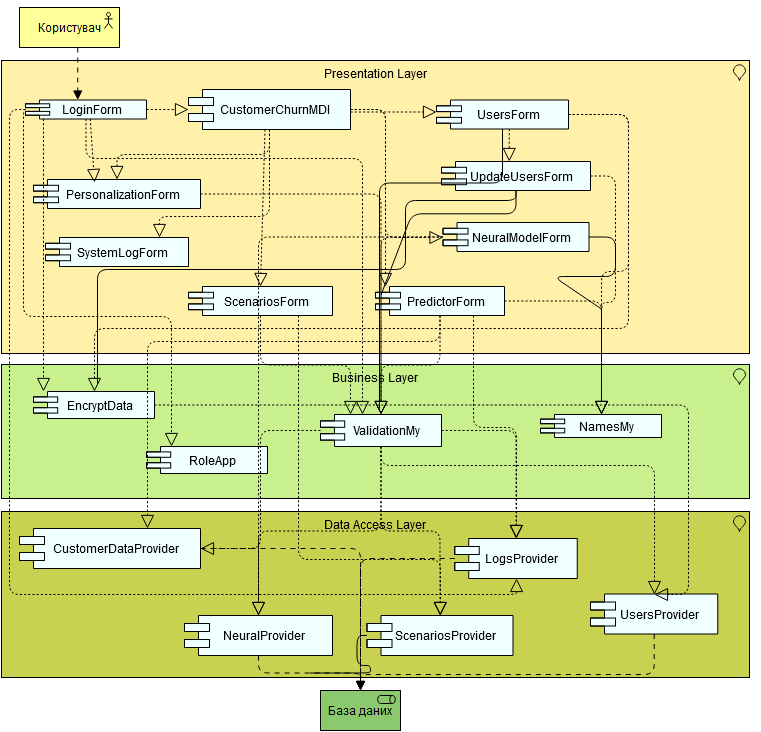 Користувач
Presentation Layer
LoginForm
CustomerChurnMDI
UsersForm
PersonalizationForm
UpdateUsersForm
SystemLogForm
NeuralModelForm
ScenariosForm
PredictorForm
Business Layer
EncryptData
ValidationMy
NamesMy
RoleApp
Data Access Layer
CustomerDataProvider
LogsProvider
UsersProvider
NeuralProvider
ScenariosProvider
База даних